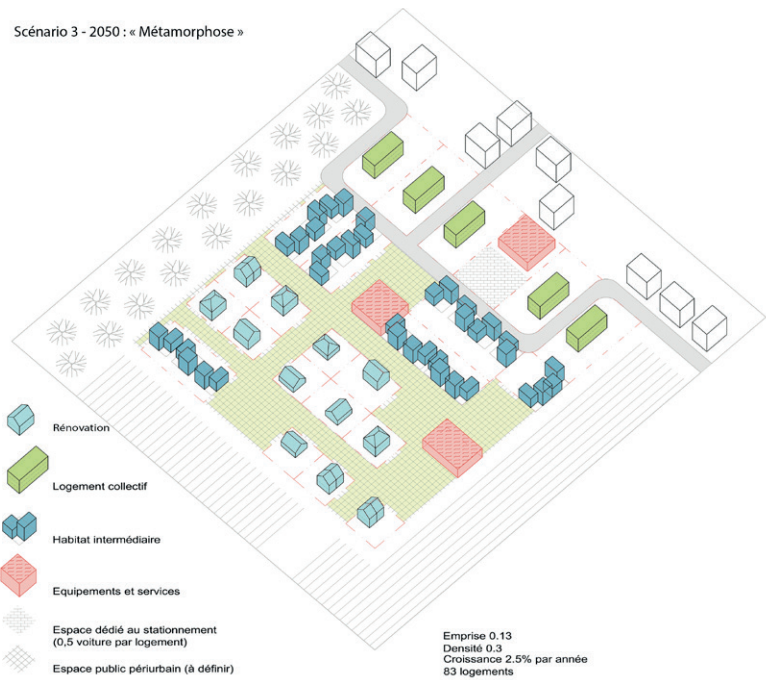 Scénario 3 - 2050 : « Métamorphose »
Rénovation
Logement collectif
Habitat intermédiaire
Equipements et services
Espace dédié au stationnement
(0,5 voiture par logement)
Espace public périurbain (à définir)
Emprise 0.13
Densité 0.3
Croissance 2.5% par année
83 logements